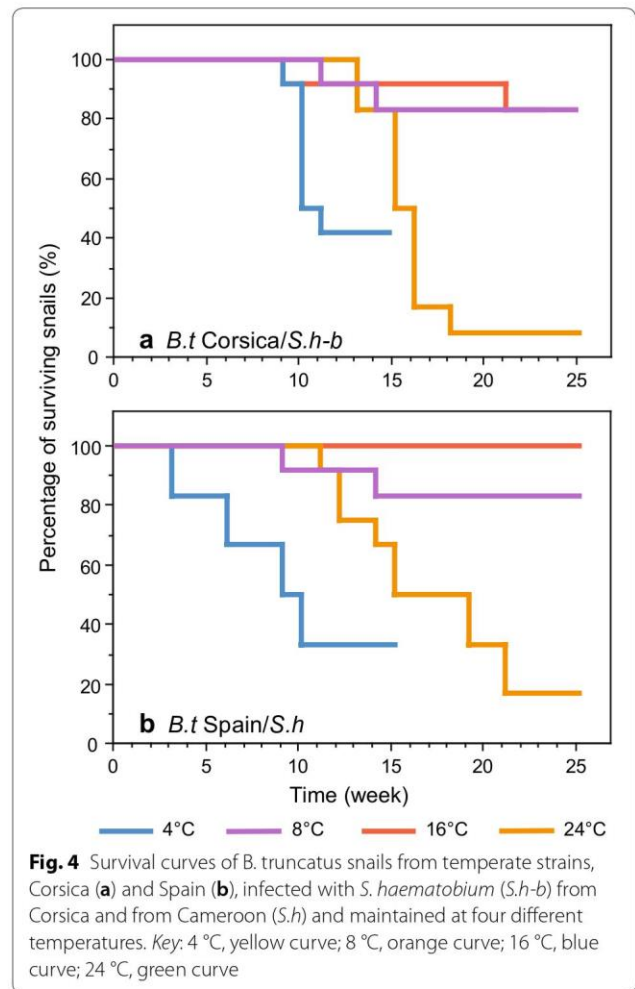 100
80
60
40
20
0
a B.t Corsica/S.h-b
0 5 10 15 20 25
Percentage of surviving snails (%)
100
80
60
40
20
0
b B.t Spain/S.h
0 5 10 15 20 25
Time (week)
4°C 8°C 16°C 24°C
Fig. 4 Survival curves of B. truncatus snails from temperate strains,
Corsica (a) and Spain (b), infected with S. haematobium (S.h-b) from
Corsica and from Cameroon (S.h) and maintained at four different
temperatures. Key: 4 °C, yellow curve; 8 °C, orange curve; 16 °C, blue
curve; 24 °C, green curve